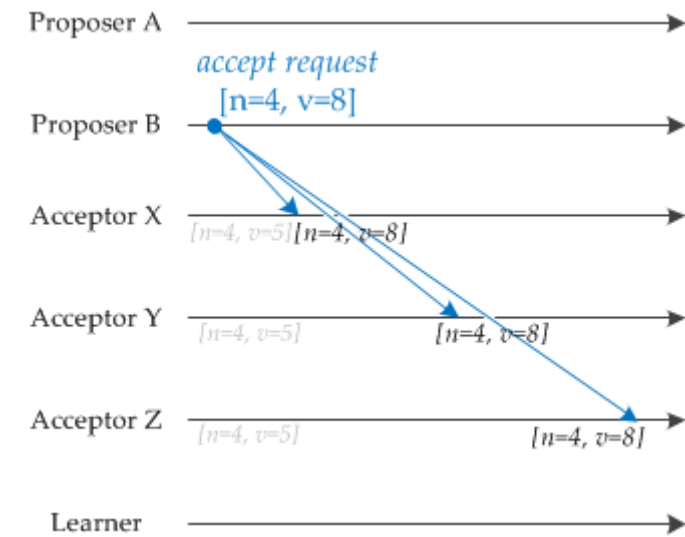 Proposer A
accept request
[n=4, v=8]
Proposer B
Acceptor X
[n=4, v=5] [n=4, v=8]
Acceptor Y
[n=4, v=5] [n=4, v=8]
Acceptor Z
[n=4, v=5] [n=4, v=8]
Learner